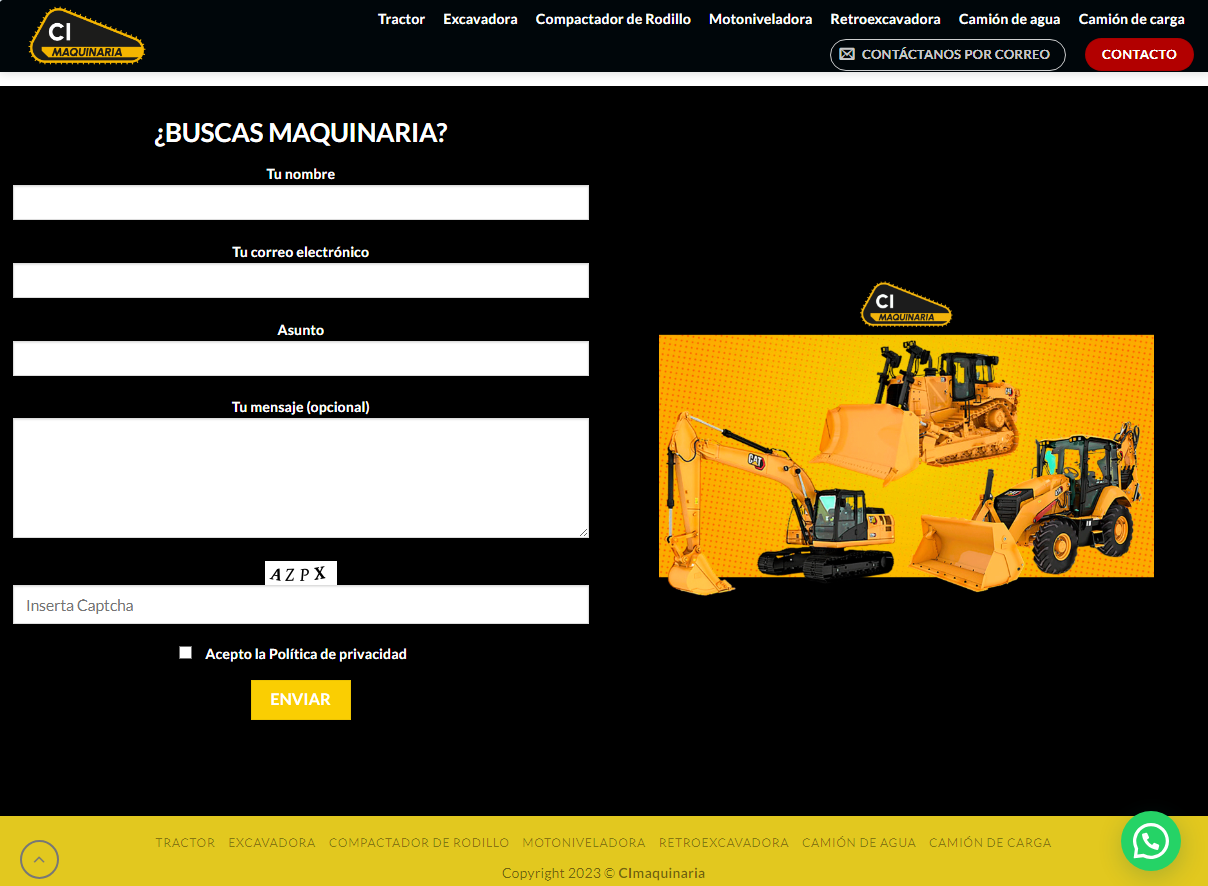 CI
MAQUINARIA
Tractor Excavadora Compactador de Rodillo Motoniveladora Retroexcavadora Camión de agua Camión de carga
CONTÁCTANOS POR CORREO CONTACTO
¿BUSCAS MAQUINARIA?
Tu nombre
Tu correo electrónico
Asunto
Tu mensaje (opcional)
AZPX
Inserta Captcha
Acepto la Política de privacidad
ENVIAR
CI
MAQUINARIA
CAT
TRACTOR EXCAVADORA COMPACTADOR DE RODILLO MOTONIVELADORA RETROEXCAVADORA CAMIÓN DE AGUA CAMIÓN DE CARGA
Copyright 2023 © CImaquinaria